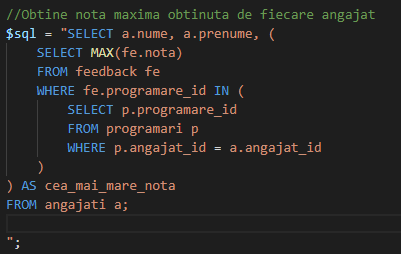 //Obtine nota maxima obtinuta de fiecare angajat
$sql = "SELECT a.nume, a.prenume, (
    SELECT MAX(fe.nota)
    FROM feedback fe
    WHERE fe.programare_id IN (
        SELECT p.programare_id
        FROM programari p
        WHERE p.angajat_id = a.angajat_id
    )
) AS cea_mai_mare_nota
FROM angajati a;
";